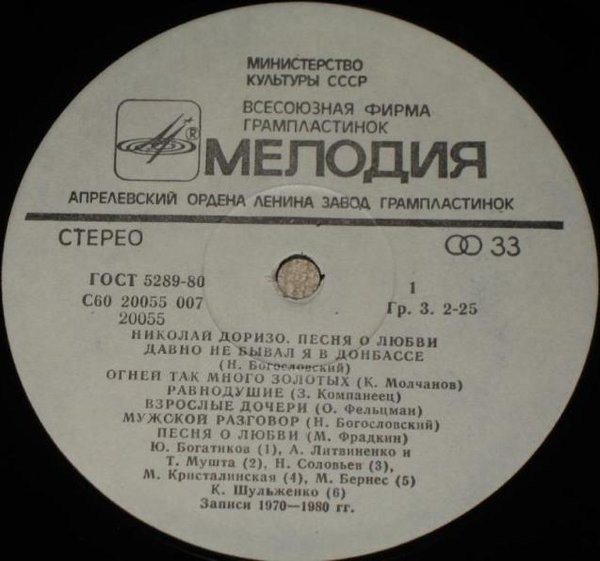 МИНИСТЕРСТВО
КУЛЬТУРЫ СССР
ВСЕСОЮЗНАЯ ФИРМА
ГРАМПЛАСТИНОК
®
МЕЛОДИЯ
АПРЕЛЕВСКИЙ ОРДЕНА ЛЕНИНА ЗАВОД ГРАМПЛАСТИНОК
СТЕРЕО
33
ГОСТ 5289-80
1
С60 20055 007
Гр. 3. 2-25
20055
НИКОЛАЙ ДОРИЗО. ПЕСНЯ О ЛЮБВИ
ДАВНО НЕ БЫВАЛ Я В ДОНБАССЕ
(Н. Богословский)
ОГНЕЙ ТАК МНОГО ЗОЛОТЫХ (К. Молчанов)
РАВНОДУШИЕ (З. Компанеец)
ВЗРОСЛЫЕ ДОЧЕРИ (О. Фельцман)
МУЖСКОЙ РАЗГОВОР (Н. Богословский)
ПЕСНЯ О ЛЮБВИ (М. Фрадкин)
Ю. Богатиков (1), А. Литвиненко и
Т. Мушта (2), Н. Соловьев (3),
М. Кристалинская (4), М. Бернес (5)
К. Шульженко (6)
Записи 1970—1980 гг.